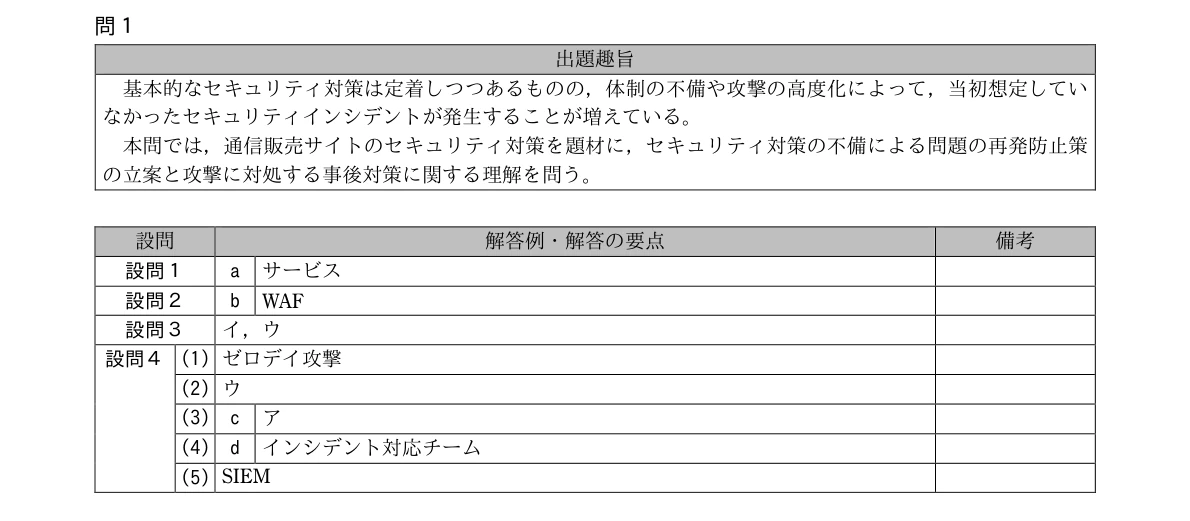 問1
出題趣旨
基本的なセキュリティ対策は定着しつつあるものの，体制の不備や攻撃の高度化によって，当初想定してい
なかったセキュリティインシデントが発生することが増えている。
本問では，通信販売サイトのセキュリティ対策を題材に，セキュリティ対策の不備による問題の再発防止策
の立案と攻撃に対処する事後対策に関する理解を問う。
設問 解答例・解答の要点 備考
設問1 a サービス
設問2 b WAF
設問3 イ，ウ
設問4 (1) ゼロデイ攻撃
(2) ウ
(3) c ア
(4) d インシデント対応チーム
(5) SIEM